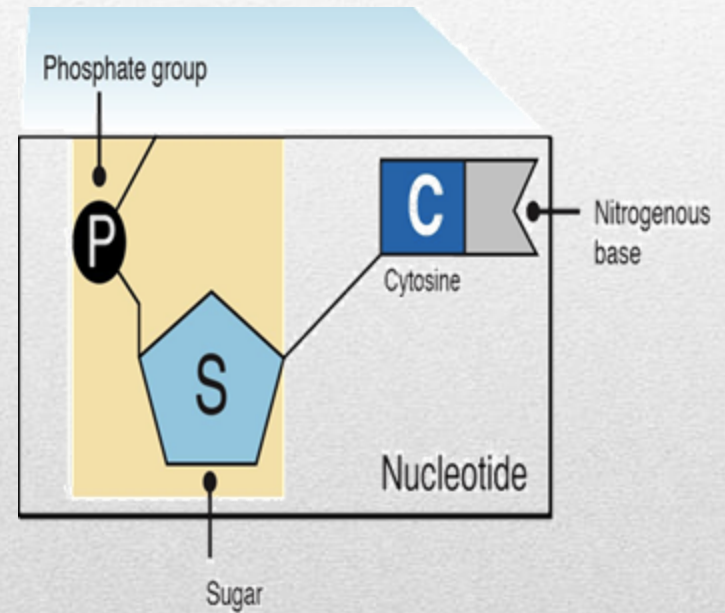 Phosphate group
P
C
Nitrogenous
base
Cytosine
S
Nucleotide
Sugar